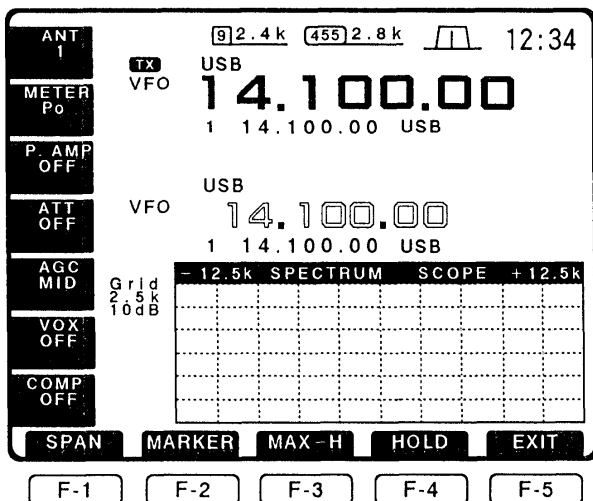 ANT
1
[9]2.4k [455]2.8k 12:34
TX USB
VFO 14.100.00
1 14.100.00 USB
METER
Po
P.AMP
OFF
USB
VFO 14.100.00
1 14.100.00 USB
ATT
OFF
AGC
MID
Grid
2.5k
10dB
-12.5k SPECTRUM SCOPE +12.5k
VOX
OFF
COMP
OFF
SPAN MARKER MAX-H HOLD EXIT
F-1 F-2 F-3 F-4 F-5